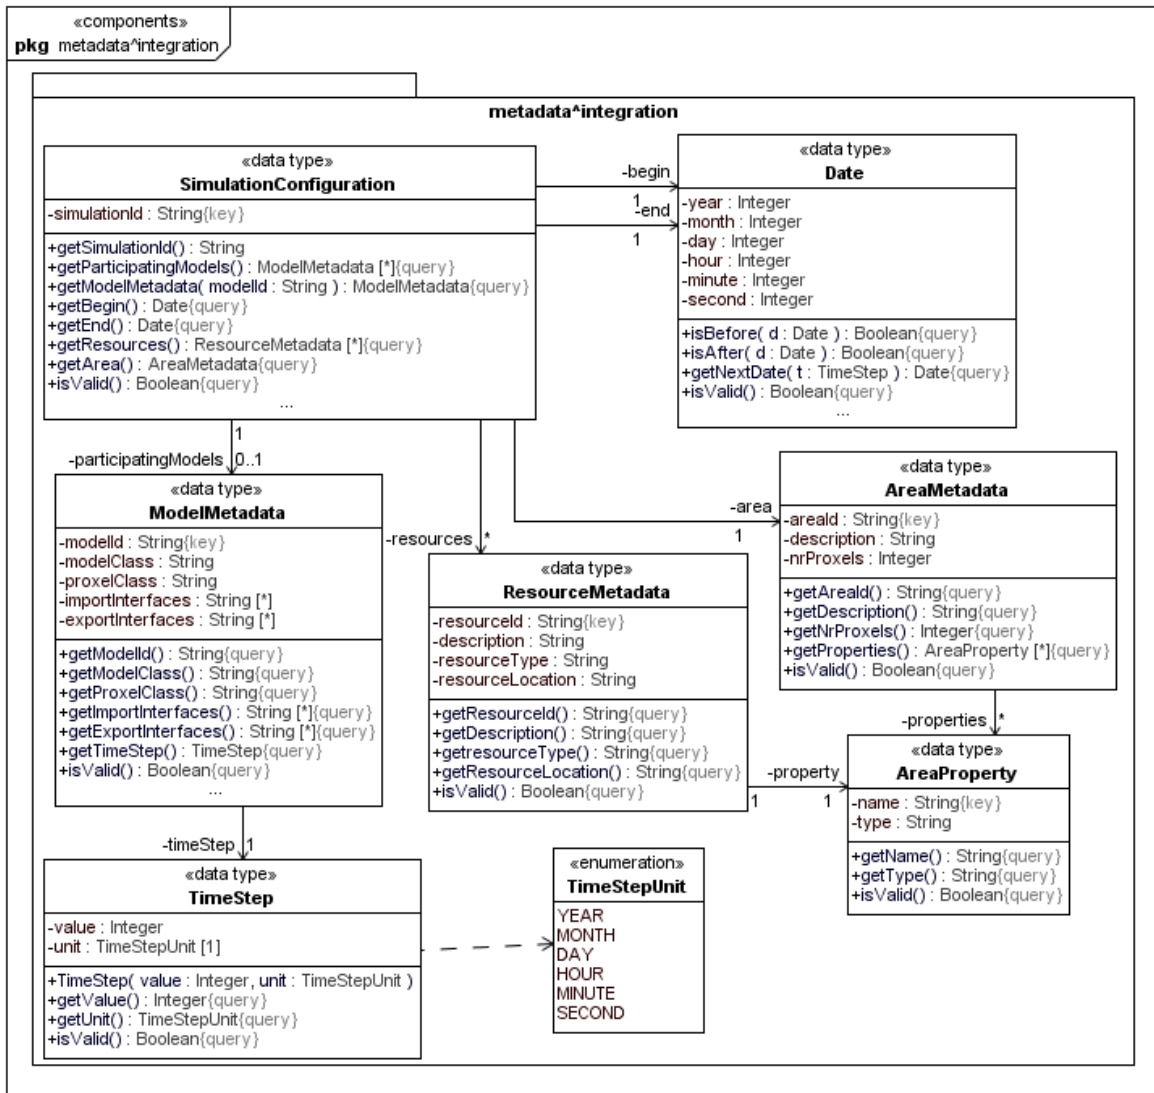 «components»
pkg metadata^integration
metadata^integration
«data type»
SimulationConfiguration
-simulationId : String{key}
+getSimulationId() : String
+getParticipatingModels() : ModelMetadata [*]{query}
+getModelMetadata( modelId : String ) : ModelMetadata{query}
+getBegin() : Date{query}
+getEnd() : Date{query}
+getResources() : ResourceMetadata [*]{query}
+getArea() : AreaMetadata{query}
+isValid() : Boolean{query}
...
-begin
1
-end
1
«data type»
Date
-year : Integer
-month : Integer
-day : Integer
-hour : Integer
-minute : Integer
-second : Integer
+isBefore( d : Date ) : Boolean{query}
+isAfter( d : Date ) : Boolean{query}
+getNextDate( t : TimeStep ) : Date{query}
+isValid() : Boolean{query}
...
1
-participatingModels 0..1
«data type»
ModelMetadata
-modelId : String{key}
-modelClass : String
-proxelClass : String
-importInterfaces : String [*]
-exportInterfaces : String [*]
+getModelId() : String{query}
+getModelClass() : String{query}
+getProxelClass() : String{query}
+getImportInterfaces() : String [*]{query}
+getExportInterfaces() : String [*]{query}
+getTimeStep() : TimeStep{query}
+isValid() : Boolean{query}
...
-resources *
«data type»
ResourceMetadata
-resourceId : String{key}
-description : String
-resourceType : String
-resourceLocation : String
+getResourceId() : String{query}
+getDescription() : String{query}
+getresourceType() : String{query}
+getResourceLocation() : String{query}
+isValid() : Boolean{query}
-area
1
«data type»
AreaMetadata
-areaId : String{key}
-description : String
-nrProxels : Integer
+getAreaId() : String{query}
+getDescription() : String{query}
+getNrProxels() : Integer{query}
+getProperties() : AreaProperty [*]{query}
+isValid() : Boolean{query}
-properties *
-property
1 1
«data type»
AreaProperty
-name : String{key}
-type : String
+getName() : String{query}
+getType() : String{query}
+isValid() : Boolean{query}
-timeStep 1
«data type»
TimeStep
-value : Integer
-unit : TimeStepUnit [1]
+TimeStep( value : Integer, unit : TimeStepUnit )
+getValue() : Integer{query}
+getUnit() : TimeStepUnit{query}
+isValid() : Boolean{query}
«enumeration»
TimeStepUnit
YEAR
MONTH
DAY
HOUR
MINUTE
SECOND